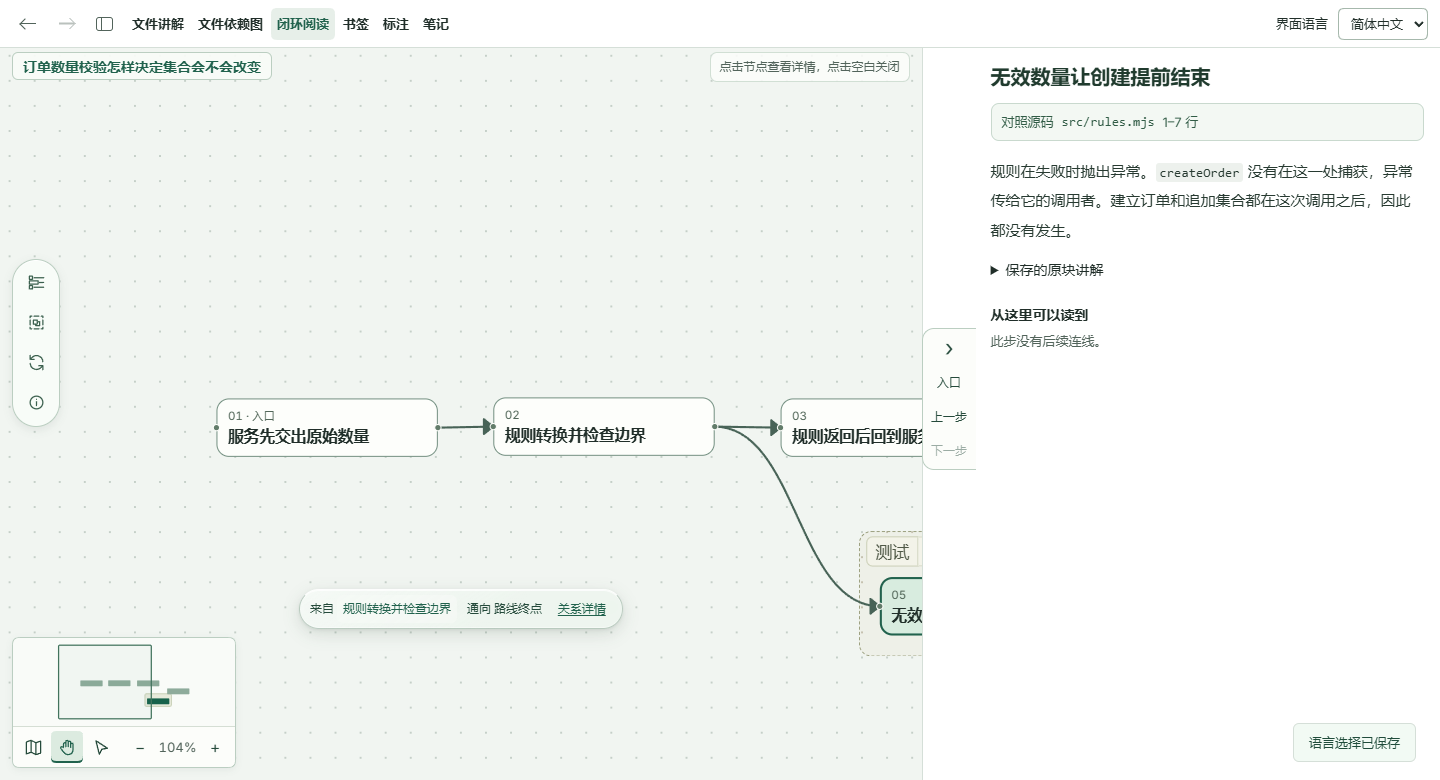 文件讲解 文件依赖图 闭环阅读 书签 标注 笔记 界面语言 简体中文
订单数量校验怎样决定集合会不会改变
点击节点查看详情，点击空白关闭
01 · 入口
服务先交出原始数量
02
规则转换并检查边界
03
规则返回后回到服务
测试
05
无效
来自 规则转换并检查边界 通向 路线终点 关系详情
− 104% +
入口
上一步
下一步
无效数量让创建提前结束
对照源码 src/rules.mjs 1–7 行
规则在失败时抛出异常。createOrder 没有在这一处捕获，异常
传给它的调用者。建立订单和追加集合都在这次调用之后，因此
都没有发生。
保存的原块讲解
从这里可以读到
此步没有后续连线。
语言选择已保存